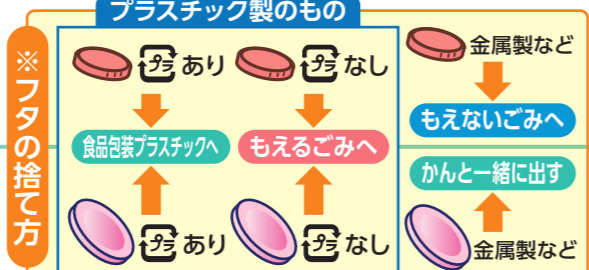 ※フタの捨て方
プラスチック製のもの
プラ あり
プラ なし
金属製など
食品包装プラスチックへ
もえるごみへ
もえないごみへ
かんと一緒に出す
プラ あり
プラ なし
金属製など